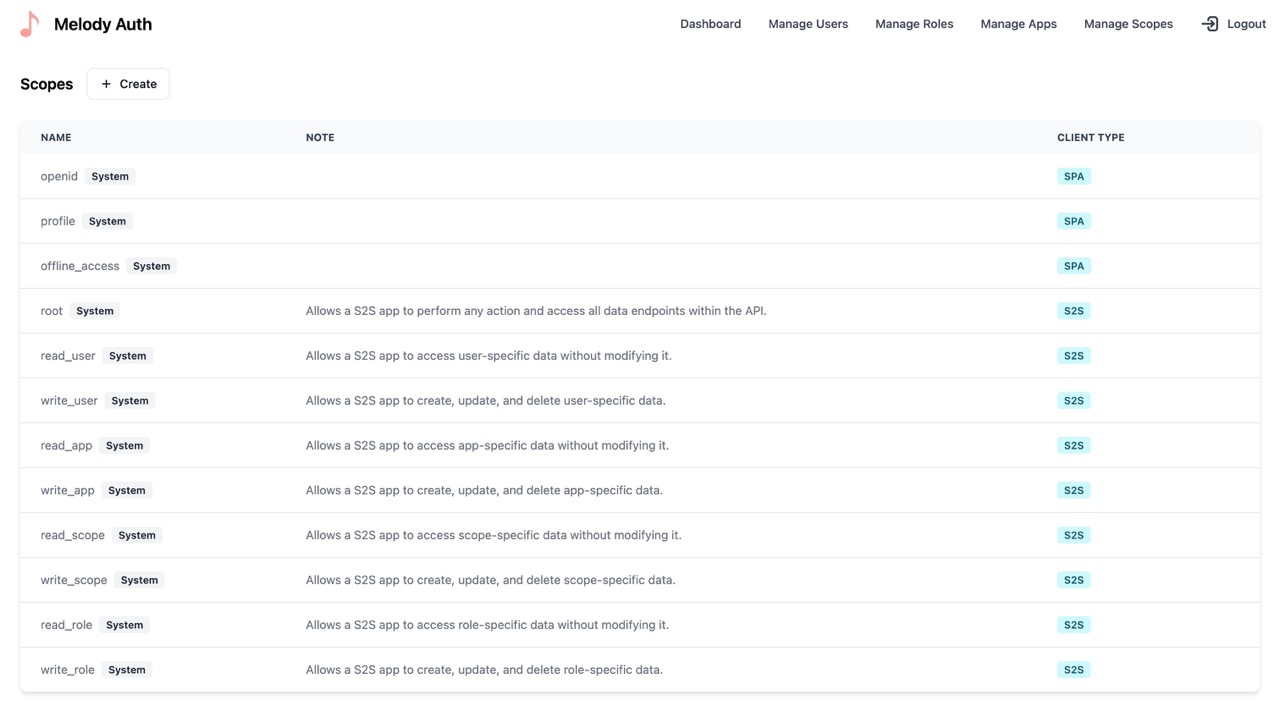 Melody Auth Dashboard Manage Users Manage Roles Manage Apps Manage Scopes Logout
Scopes + Create
NAME NOTE CLIENT TYPE
openid System SPA
profile System SPA
offline_access System SPA
root System Allows a S2S app to perform any action and access all data endpoints within the API. S2S
read_user System Allows a S2S app to access user-specific data without modifying it. S2S
write_user System Allows a S2S app to create, update, and delete user-specific data. S2S
read_app System Allows a S2S app to access app-specific data without modifying it. S2S
write_app System Allows a S2S app to create, update, and delete app-specific data. S2S
read_scope System Allows a S2S app to access scope-specific data without modifying it. S2S
write_scope System Allows a S2S app to create, update, and delete scope-specific data. S2S
read_role System Allows a S2S app to access role-specific data without modifying it. S2S
write_role System Allows a S2S app to create, update, and delete role-specific data. S2S